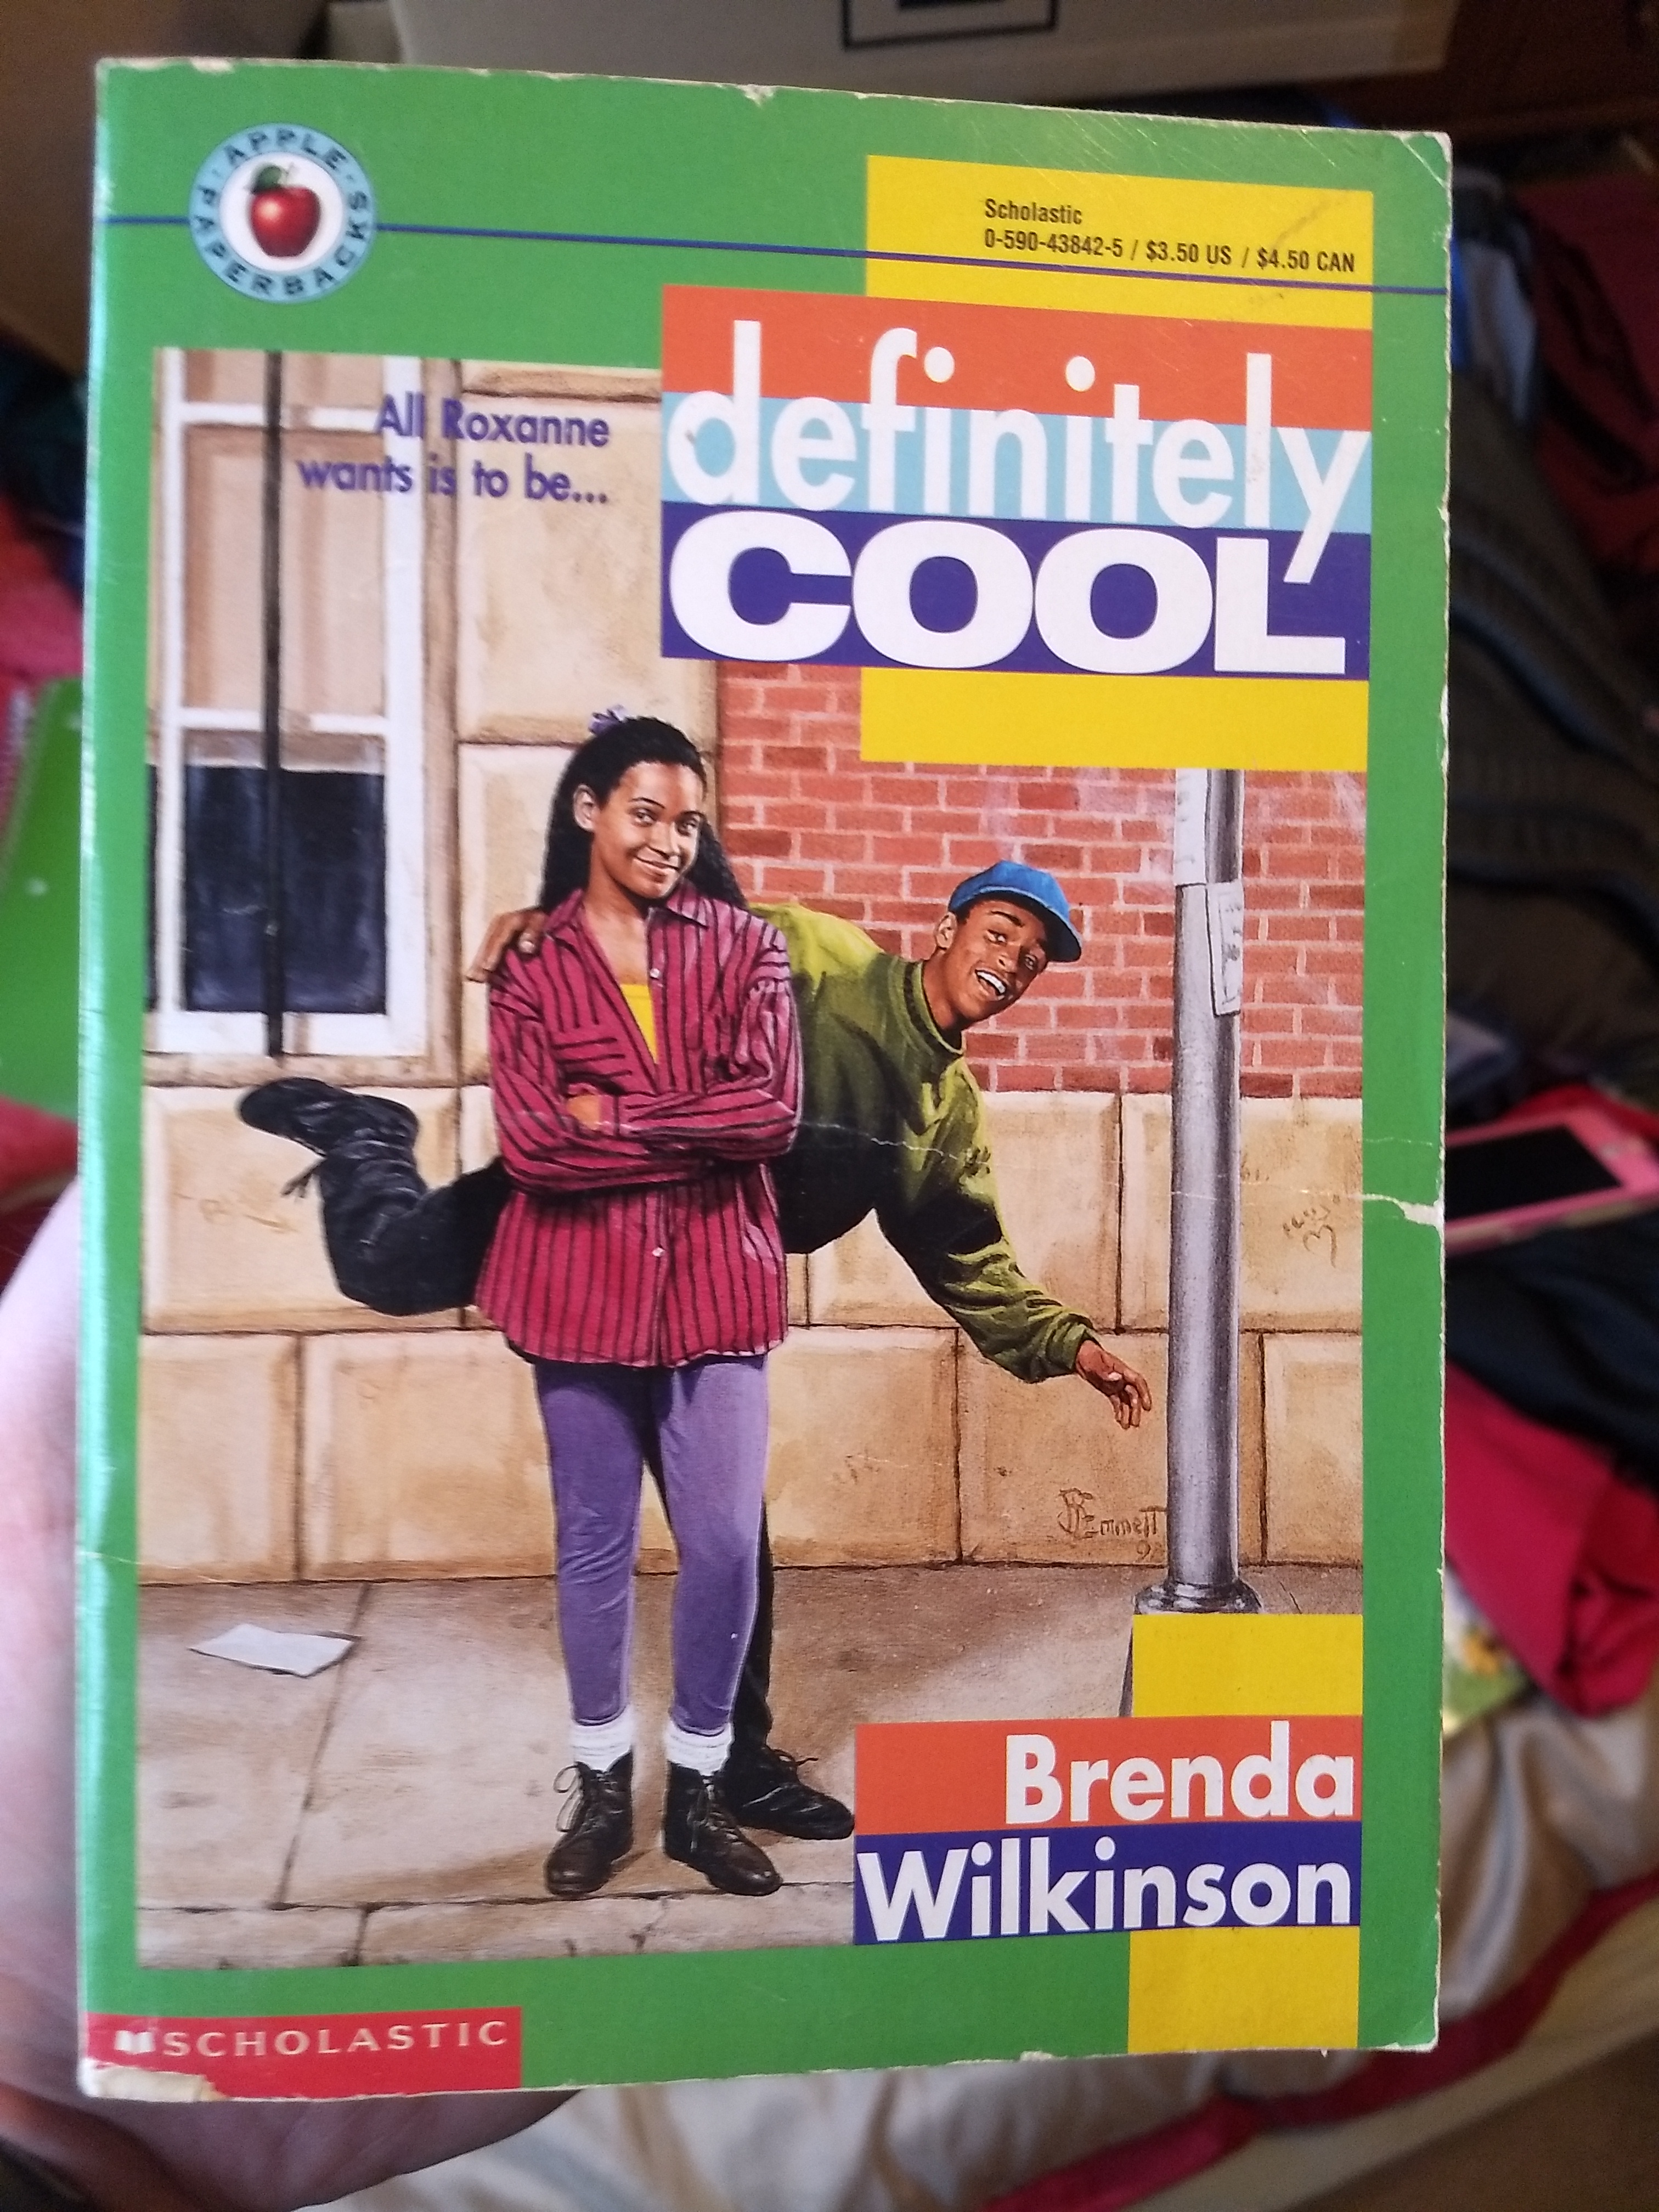 APPLE PAPERBACKS
Scholastic
0-590-43842-5 / $3.50 US / $4.50 CAN
All Roxanne
wants is to be...
definitely
COOL
Emmett
Brenda
Wilkinson
SCHOLASTIC